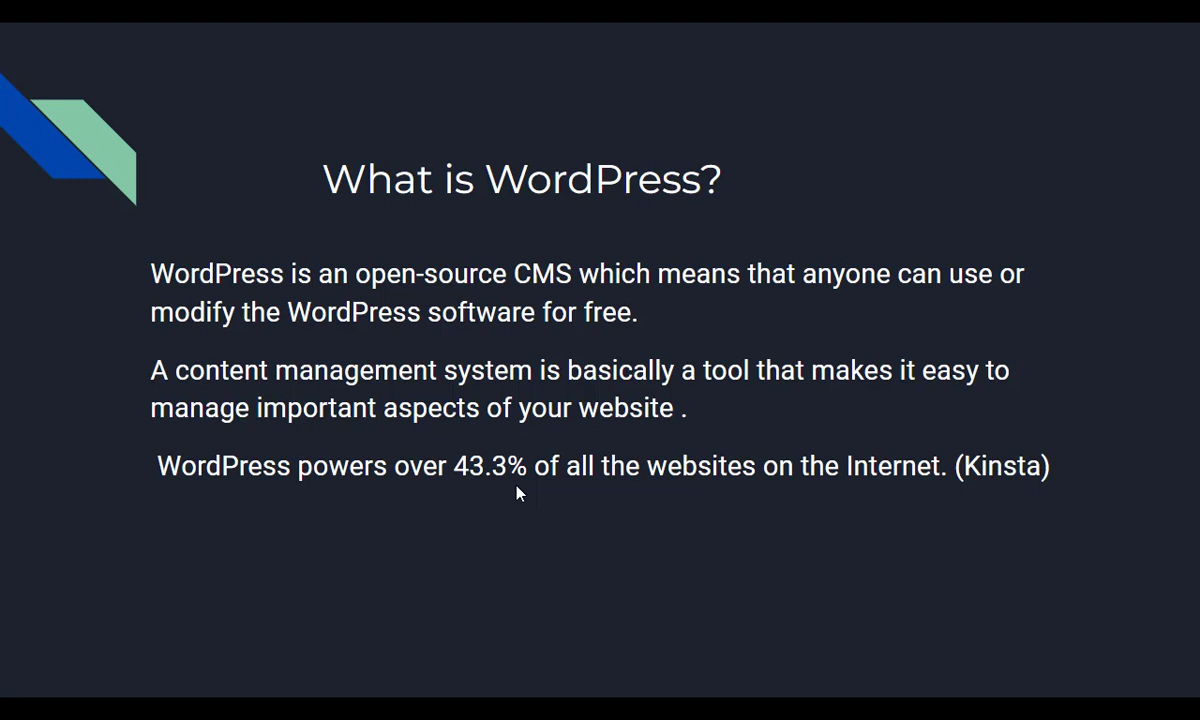 What is WordPress?
WordPress is an open-source CMS which means that anyone can use or
modify the WordPress software for free.
A content management system is basically a tool that makes it easy to
manage important aspects of your website .
WordPress powers over 43.3% of all the websites on the Internet. (Kinsta)